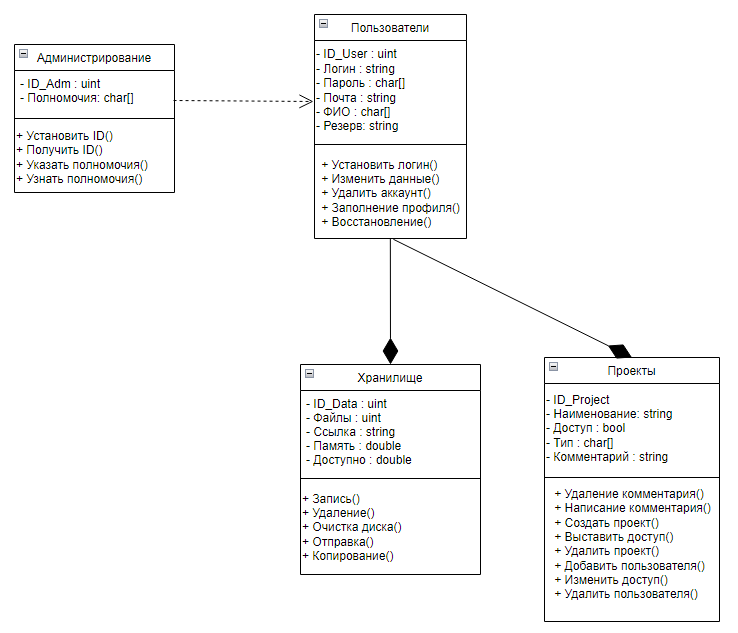 Администрирование
- ID_Adm : uint
- Полномочия: char[]
+ Установить ID()
+ Получить ID()
+ Указать полномочия()
+ Узнать полномочия()
Пользователи
- ID_User : uint
- Логин : string
- Пароль : char[]
- Почта : string
- ФИО : char[]
- Резерв: string
+ Установить логин()
+ Изменить данные()
+ Удалить аккаунт()
+ Заполнение профиля()
+ Восстановление()
Хранилище
- ID_Data : uint
- Файлы : uint
- Ссылка : string
- Память : double
- Доступно : double
+ Запись()
+ Удаление()
+ Очистка диска()
+ Отправка()
+ Копирование()
Проекты
- ID_Project
- Наименование: string
- Доступ : bool
- Тип : char[]
- Комментарий : string
+ Удаление комментария()
+ Написание комментария()
+ Создать проект()
+ Выставить доступ()
+ Удалить проект()
+ Добавить пользователя()
+ Изменить доступ()
+ Удалить пользователя()